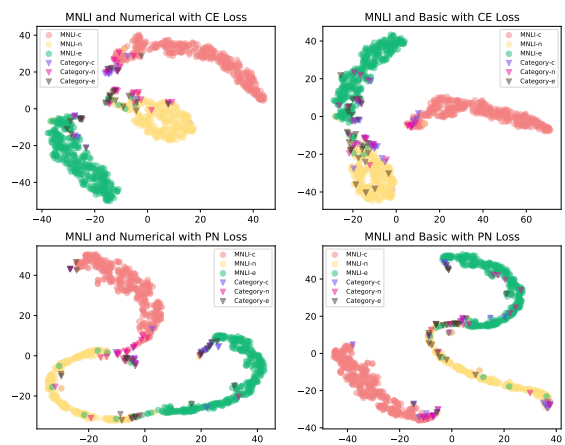 MNLI and Numerical with CE Loss
MNLI-c
MNLI-n
MNLI-e
Category-c
Category-n
Category-e
40
20
0
−20
−40
−40
−20
0
20
40
MNLI and Basic with CE Loss
MNLI-c
MNLI-n
MNLI-e
Category-c
Category-n
Category-e
40
20
0
−20
−40
−20
0
20
40
60
MNLI and Numerical with PN Loss
MNLI-c
MNLI-n
MNLI-e
Category-c
Category-n
Category-e
40
20
0
−20
−20
0
20
40
MNLI and Basic with PN Loss
MNLI-c
MNLI-n
MNLI-e
Category-c
Category-n
Category-e
40
20
0
−20
−40
−40
−20
0
20
40